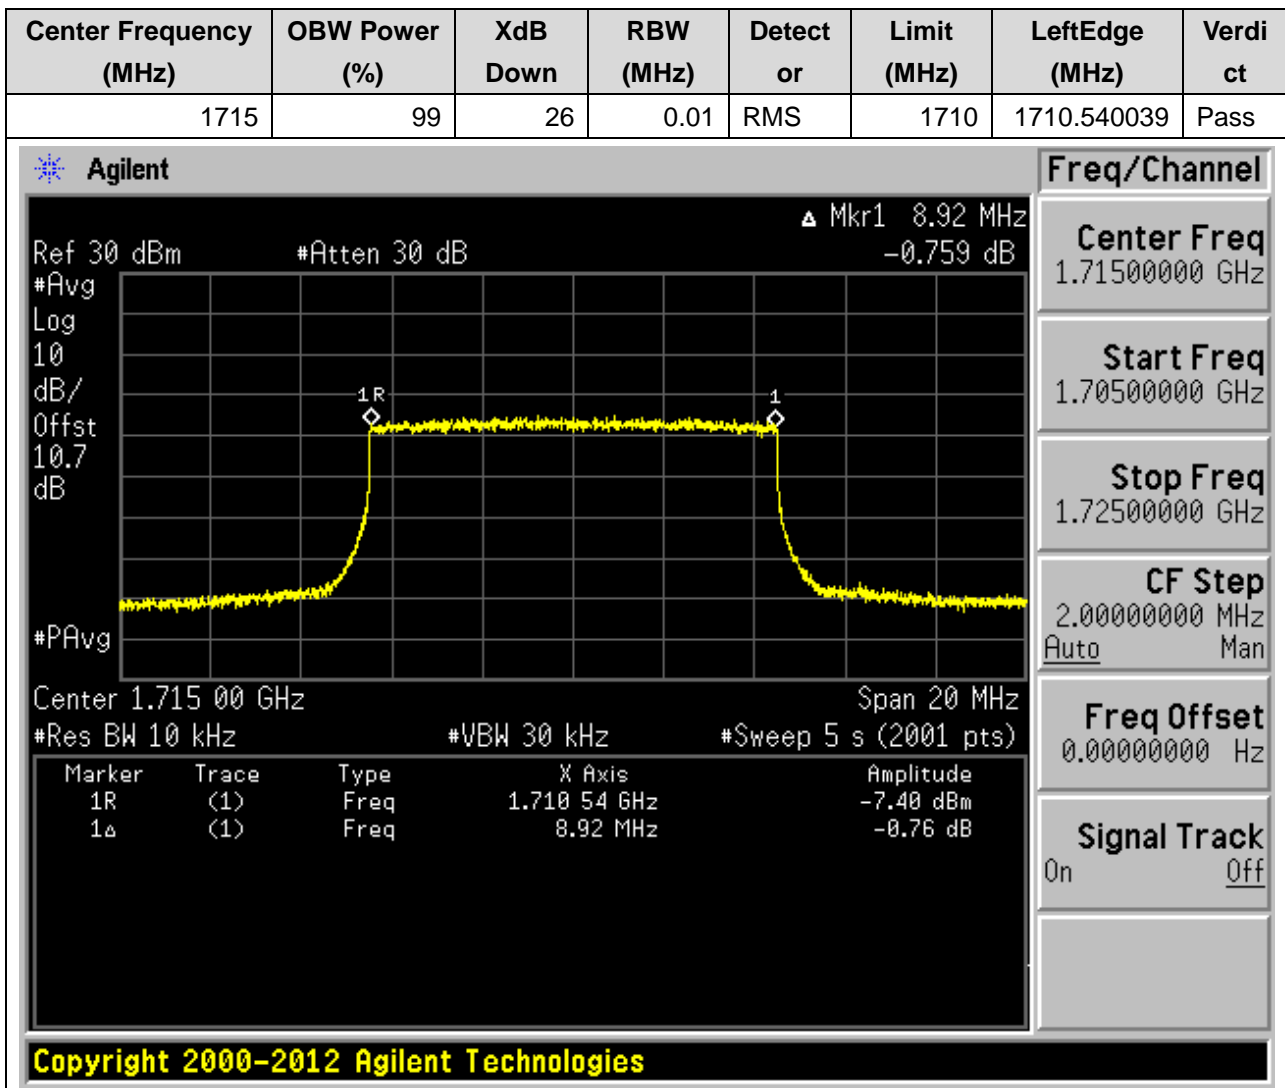 Center Frequency (MHz) OBW Power (%) XdB Down RBW (MHz) Detect or Limit (MHz) LeftEdge (MHz) Verdi ct
1715 99 26 0.01 RMS 1710 1710.540039 Pass
Agilent
Freq/Channel
Δ Mkr1 8.92 MHz
Ref 30 dBm #Atten 30 dB -0.759 dB
#Avg
Log
10
dB/
Offst
10.7
dB
#PAvg
1R
1
Center 1.715 00 GHz Span 20 MHz
#Res BW 10 kHz #VBW 30 kHz #Sweep 5 s (2001 pts)
Marker Trace Type X Axis Amplitude
1R (1) Freq 1.710 54 GHz -7.40 dBm
1Δ (1) Freq 8.92 MHz -0.76 dB
Center Freq
1.71500000 GHz
Start Freq
1.70500000 GHz
Stop Freq
1.72500000 GHz
CF Step
2.00000000 MHz
Auto Man
Freq Offset
0.00000000 Hz
Signal Track
On Off
Copyright 2000-2012 Agilent Technologies